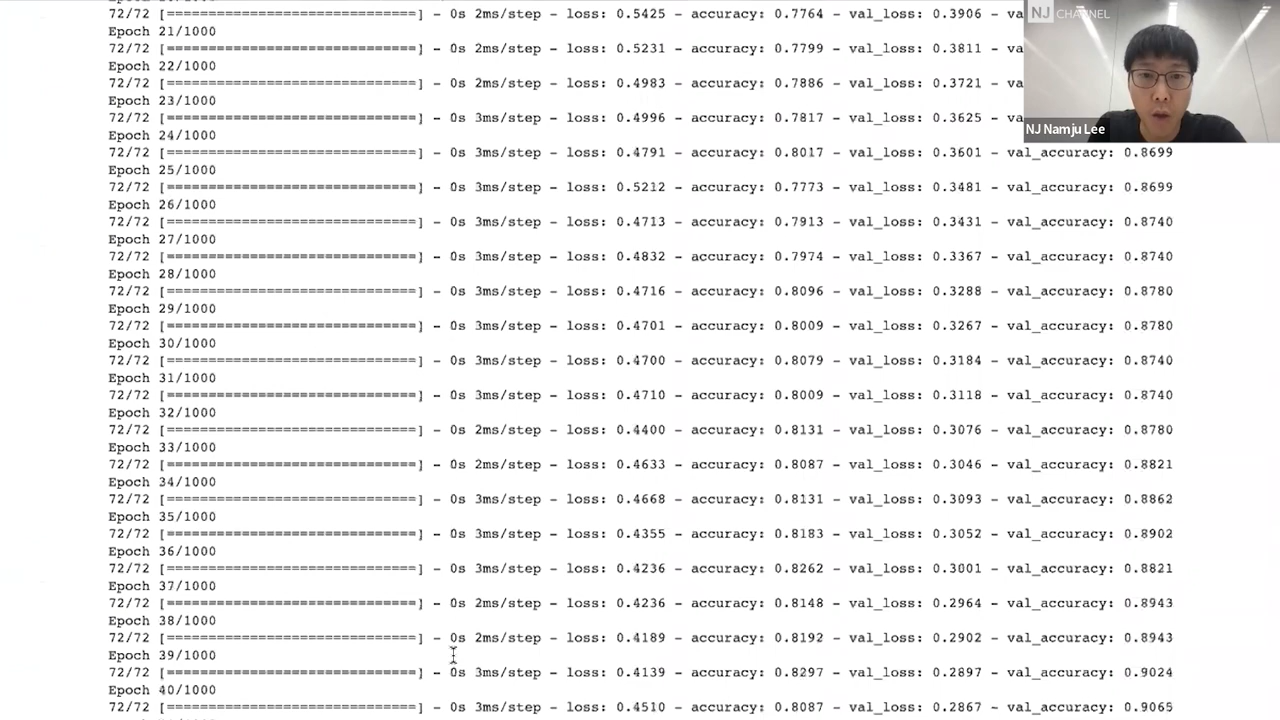 72/72 [==============================] - 0s 2ms/step - loss: 0.5425 - accuracy: 0.7764 - val_loss: 0.3906 - va
Epoch 21/1000
72/72 [==============================] - 0s 2ms/step - loss: 0.5231 - accuracy: 0.7799 - val_loss: 0.3811 - va
Epoch 22/1000
72/72 [==============================] - 0s 2ms/step - loss: 0.4983 - accuracy: 0.7886 - val_loss: 0.3721 - va
Epoch 23/1000
72/72 [==============================] - 0s 3ms/step - loss: 0.4996 - accuracy: 0.7817 - val_loss: 0.3625 - va
Epoch 24/1000
72/72 [==============================] - 0s 3ms/step - loss: 0.4791 - accuracy: 0.8017 - val_loss: 0.3601 - val_accuracy: 0.8699
Epoch 25/1000
72/72 [==============================] - 0s 3ms/step - loss: 0.5212 - accuracy: 0.7773 - val_loss: 0.3481 - val_accuracy: 0.8699
Epoch 26/1000
72/72 [==============================] - 0s 3ms/step - loss: 0.4713 - accuracy: 0.7913 - val_loss: 0.3431 - val_accuracy: 0.8740
Epoch 27/1000
72/72 [==============================] - 0s 3ms/step - loss: 0.4832 - accuracy: 0.7974 - val_loss: 0.3367 - val_accuracy: 0.8740
Epoch 28/1000
72/72 [==============================] - 0s 3ms/step - loss: 0.4716 - accuracy: 0.8096 - val_loss: 0.3288 - val_accuracy: 0.8780
Epoch 29/1000
72/72 [==============================] - 0s 3ms/step - loss: 0.4701 - accuracy: 0.8009 - val_loss: 0.3267 - val_accuracy: 0.8780
Epoch 30/1000
72/72 [==============================] - 0s 3ms/step - loss: 0.4700 - accuracy: 0.8079 - val_loss: 0.3184 - val_accuracy: 0.8740
Epoch 31/1000
72/72 [==============================] - 0s 3ms/step - loss: 0.4710 - accuracy: 0.8009 - val_loss: 0.3118 - val_accuracy: 0.8740
Epoch 32/1000
72/72 [==============================] - 0s 2ms/step - loss: 0.4400 - accuracy: 0.8131 - val_loss: 0.3076 - val_accuracy: 0.8780
Epoch 33/1000
72/72 [==============================] - 0s 2ms/step - loss: 0.4633 - accuracy: 0.8087 - val_loss: 0.3046 - val_accuracy: 0.8821
Epoch 34/1000
72/72 [==============================] - 0s 3ms/step - loss: 0.4668 - accuracy: 0.8131 - val_loss: 0.3093 - val_accuracy: 0.8862
Epoch 35/1000
72/72 [==============================] - 0s 3ms/step - loss: 0.4355 - accuracy: 0.8183 - val_loss: 0.3052 - val_accuracy: 0.8902
Epoch 36/1000
72/72 [==============================] - 0s 3ms/step - loss: 0.4236 - accuracy: 0.8262 - val_loss: 0.3001 - val_accuracy: 0.8821
Epoch 37/1000
72/72 [==============================] - 0s 2ms/step - loss: 0.4236 - accuracy: 0.8148 - val_loss: 0.2964 - val_accuracy: 0.8943
Epoch 38/1000
72/72 [==============================] - 0s 2ms/step - loss: 0.4189 - accuracy: 0.8192 - val_loss: 0.2902 - val_accuracy: 0.8943
Epoch 39/1000
72/72 [==============================] - 0s 3ms/step - loss: 0.4139 - accuracy: 0.8297 - val_loss: 0.2897 - val_accuracy: 0.9024
Epoch 40/1000
72/72 [==============================] - 0s 3ms/step - loss: 0.4510 - accuracy: 0.8087 - val_loss: 0.2867 - val_accuracy: 0.9065
NJ CHANNEL
NJ Namju Lee